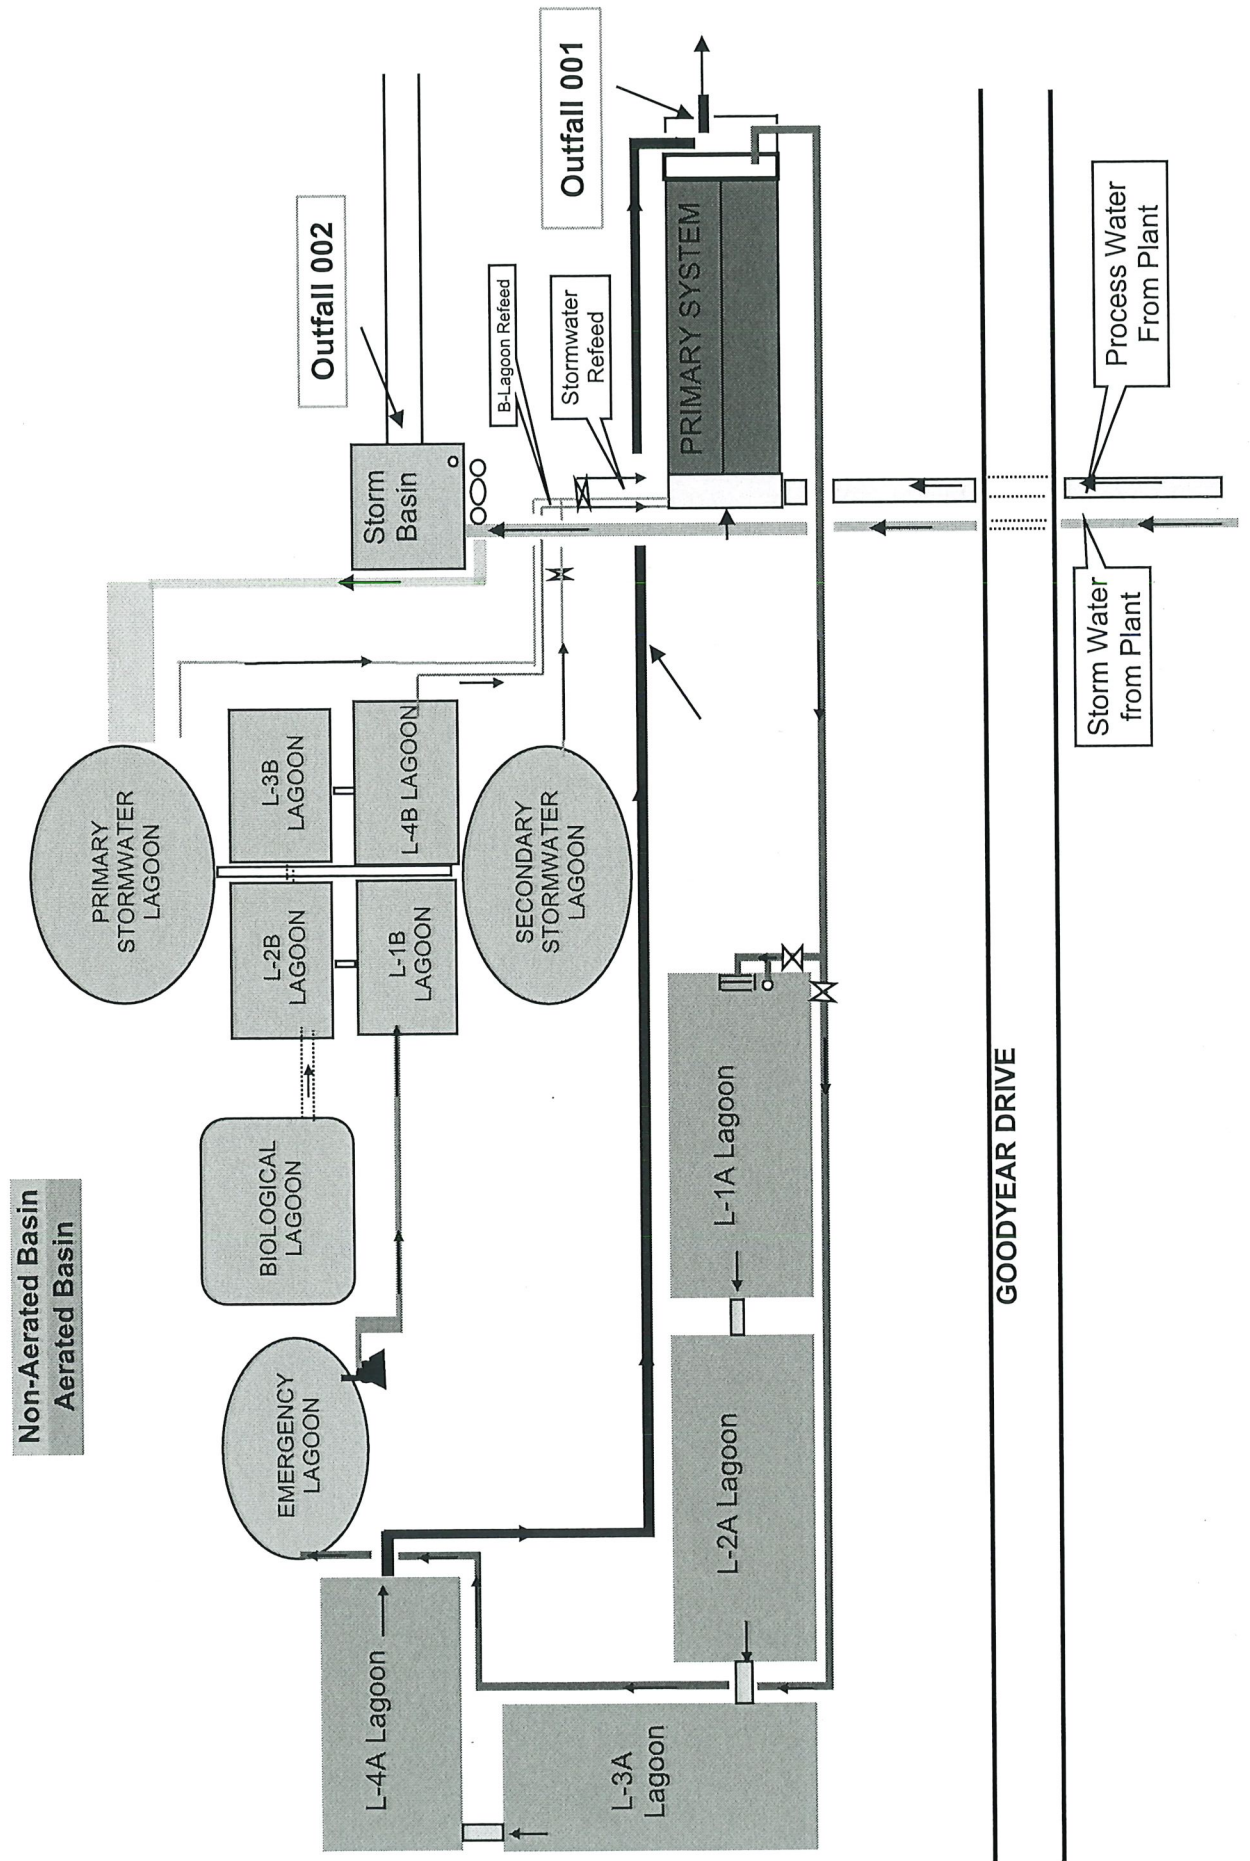 Non-Aerated Basin
Aerated Basin
EMERGENCY
LAGOON
BIOLOGICAL
LAGOON
PRIMARY
STORMWATER
LAGOON
L-2B
LAGOON
L-3B
LAGOON
L-1B
LAGOON
L-4B LAGOON
SECONDARY
STORMWATER
LAGOON
Storm
Basin
Outfall 002
B-Lagoon Refeed
Stormwater
Refeed
Outfall 001
PRIMARY SYSTEM
L-4A Lagoon
L-3A
Lagoon
L-2A Lagoon
L-1A Lagoon
GOODYEAR DRIVE
Storm Water
from Plant
Process Water
From Plant